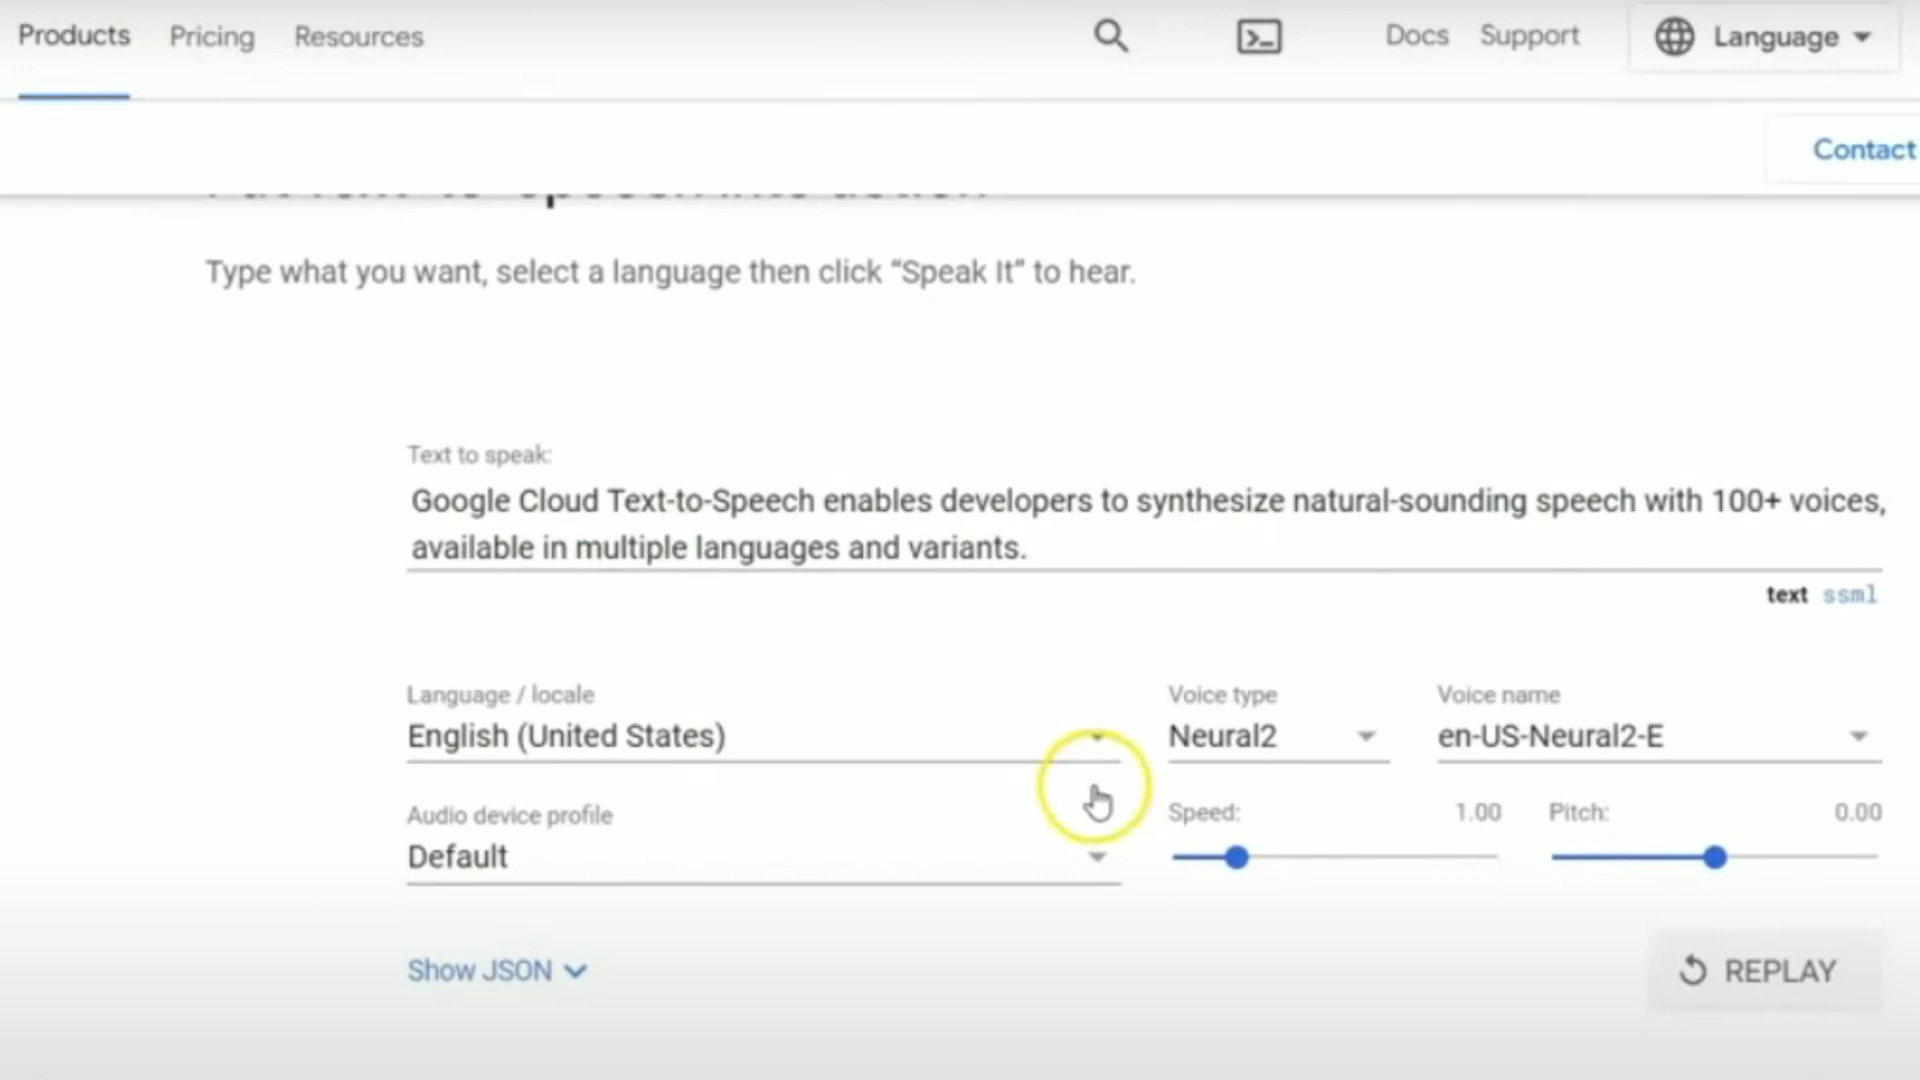 Products Pricing Resources Docs Support Language
Contact
Type what you want, select a language then click “Speak It” to hear.
Text to speak:
Google Cloud Text-to-Speech enables developers to synthesize natural-sounding speech with 100+ voices,
available in multiple languages and variants.
text ssml
Language / locale Voice type Voice name
English (United States) Neural2 en-US-Neural2-E
Audio device profile Speed: 1.00 Pitch: 0.00
Default
Show JSON REPLAY